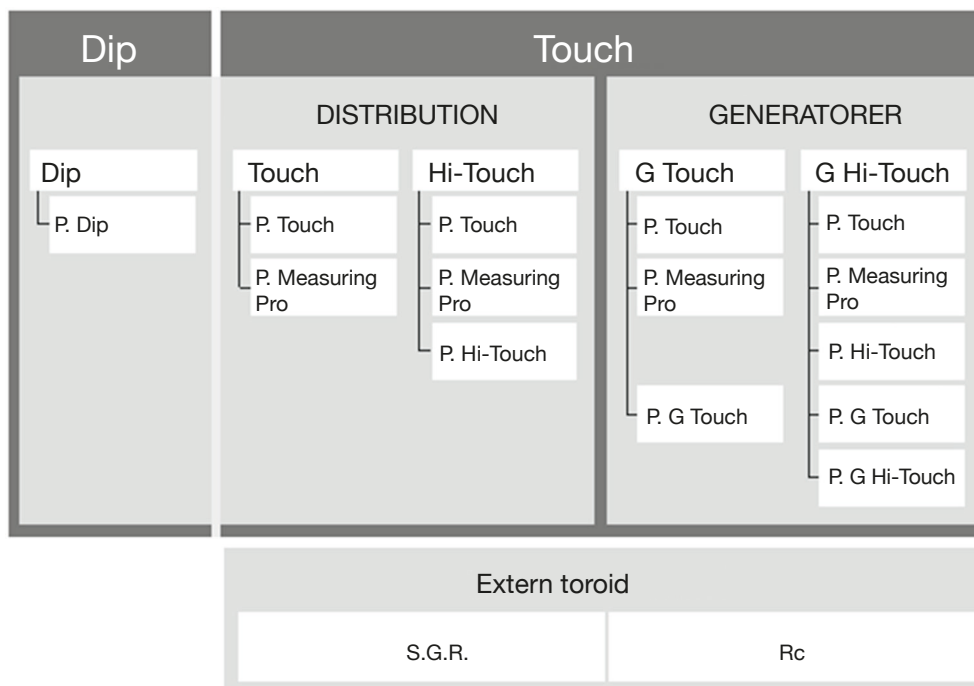 Dip
Touch
DISTRIBUTION
GENERATORER
Dip
P. Dip
Touch
P. Touch
P. Measuring
Pro
Hi-Touch
P. Touch
P. Measuring
Pro
P. Hi-Touch
G Touch
P. Touch
P. Measuring
Pro
P. G Touch
G Hi-Touch
P. Touch
P. Measuring
Pro
P. Hi-Touch
P. G Touch
P. G Hi-Touch
Extern toroid
S.G.R.
Rc